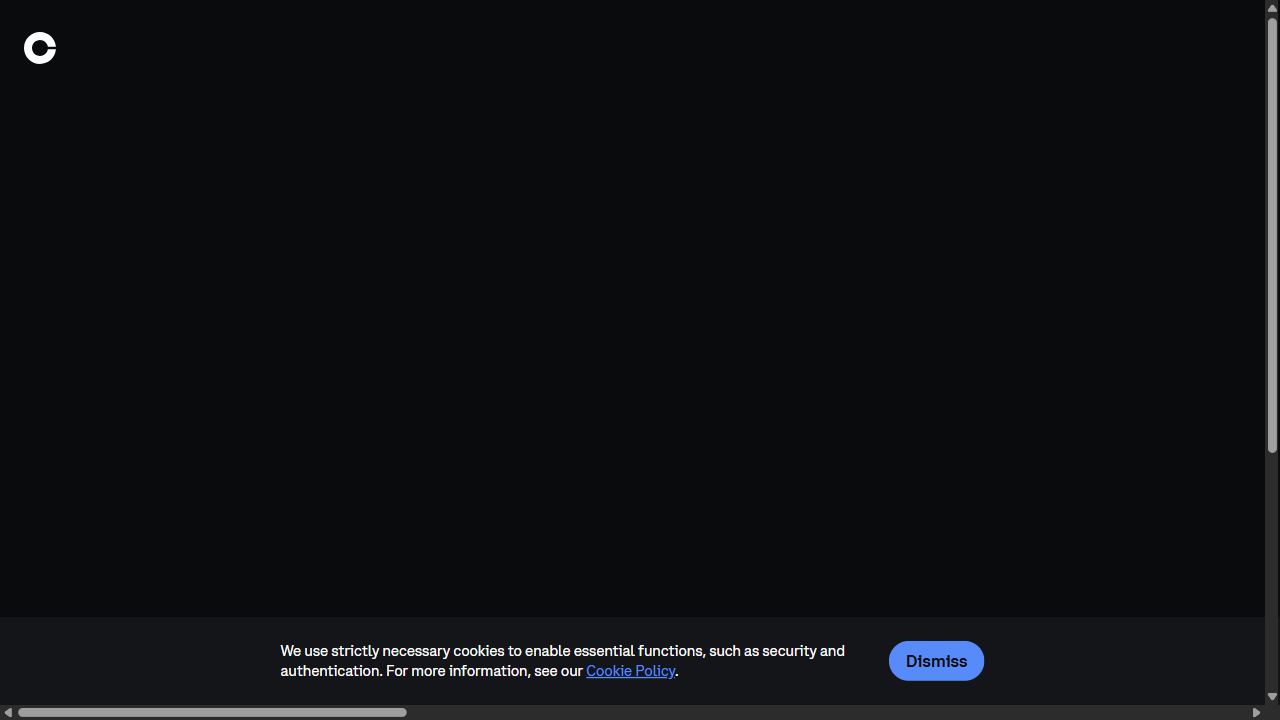 We use strictly necessary cookies to enable essential functions, such as security and
authentication. For more information, see our Cookie Policy.
Dismiss